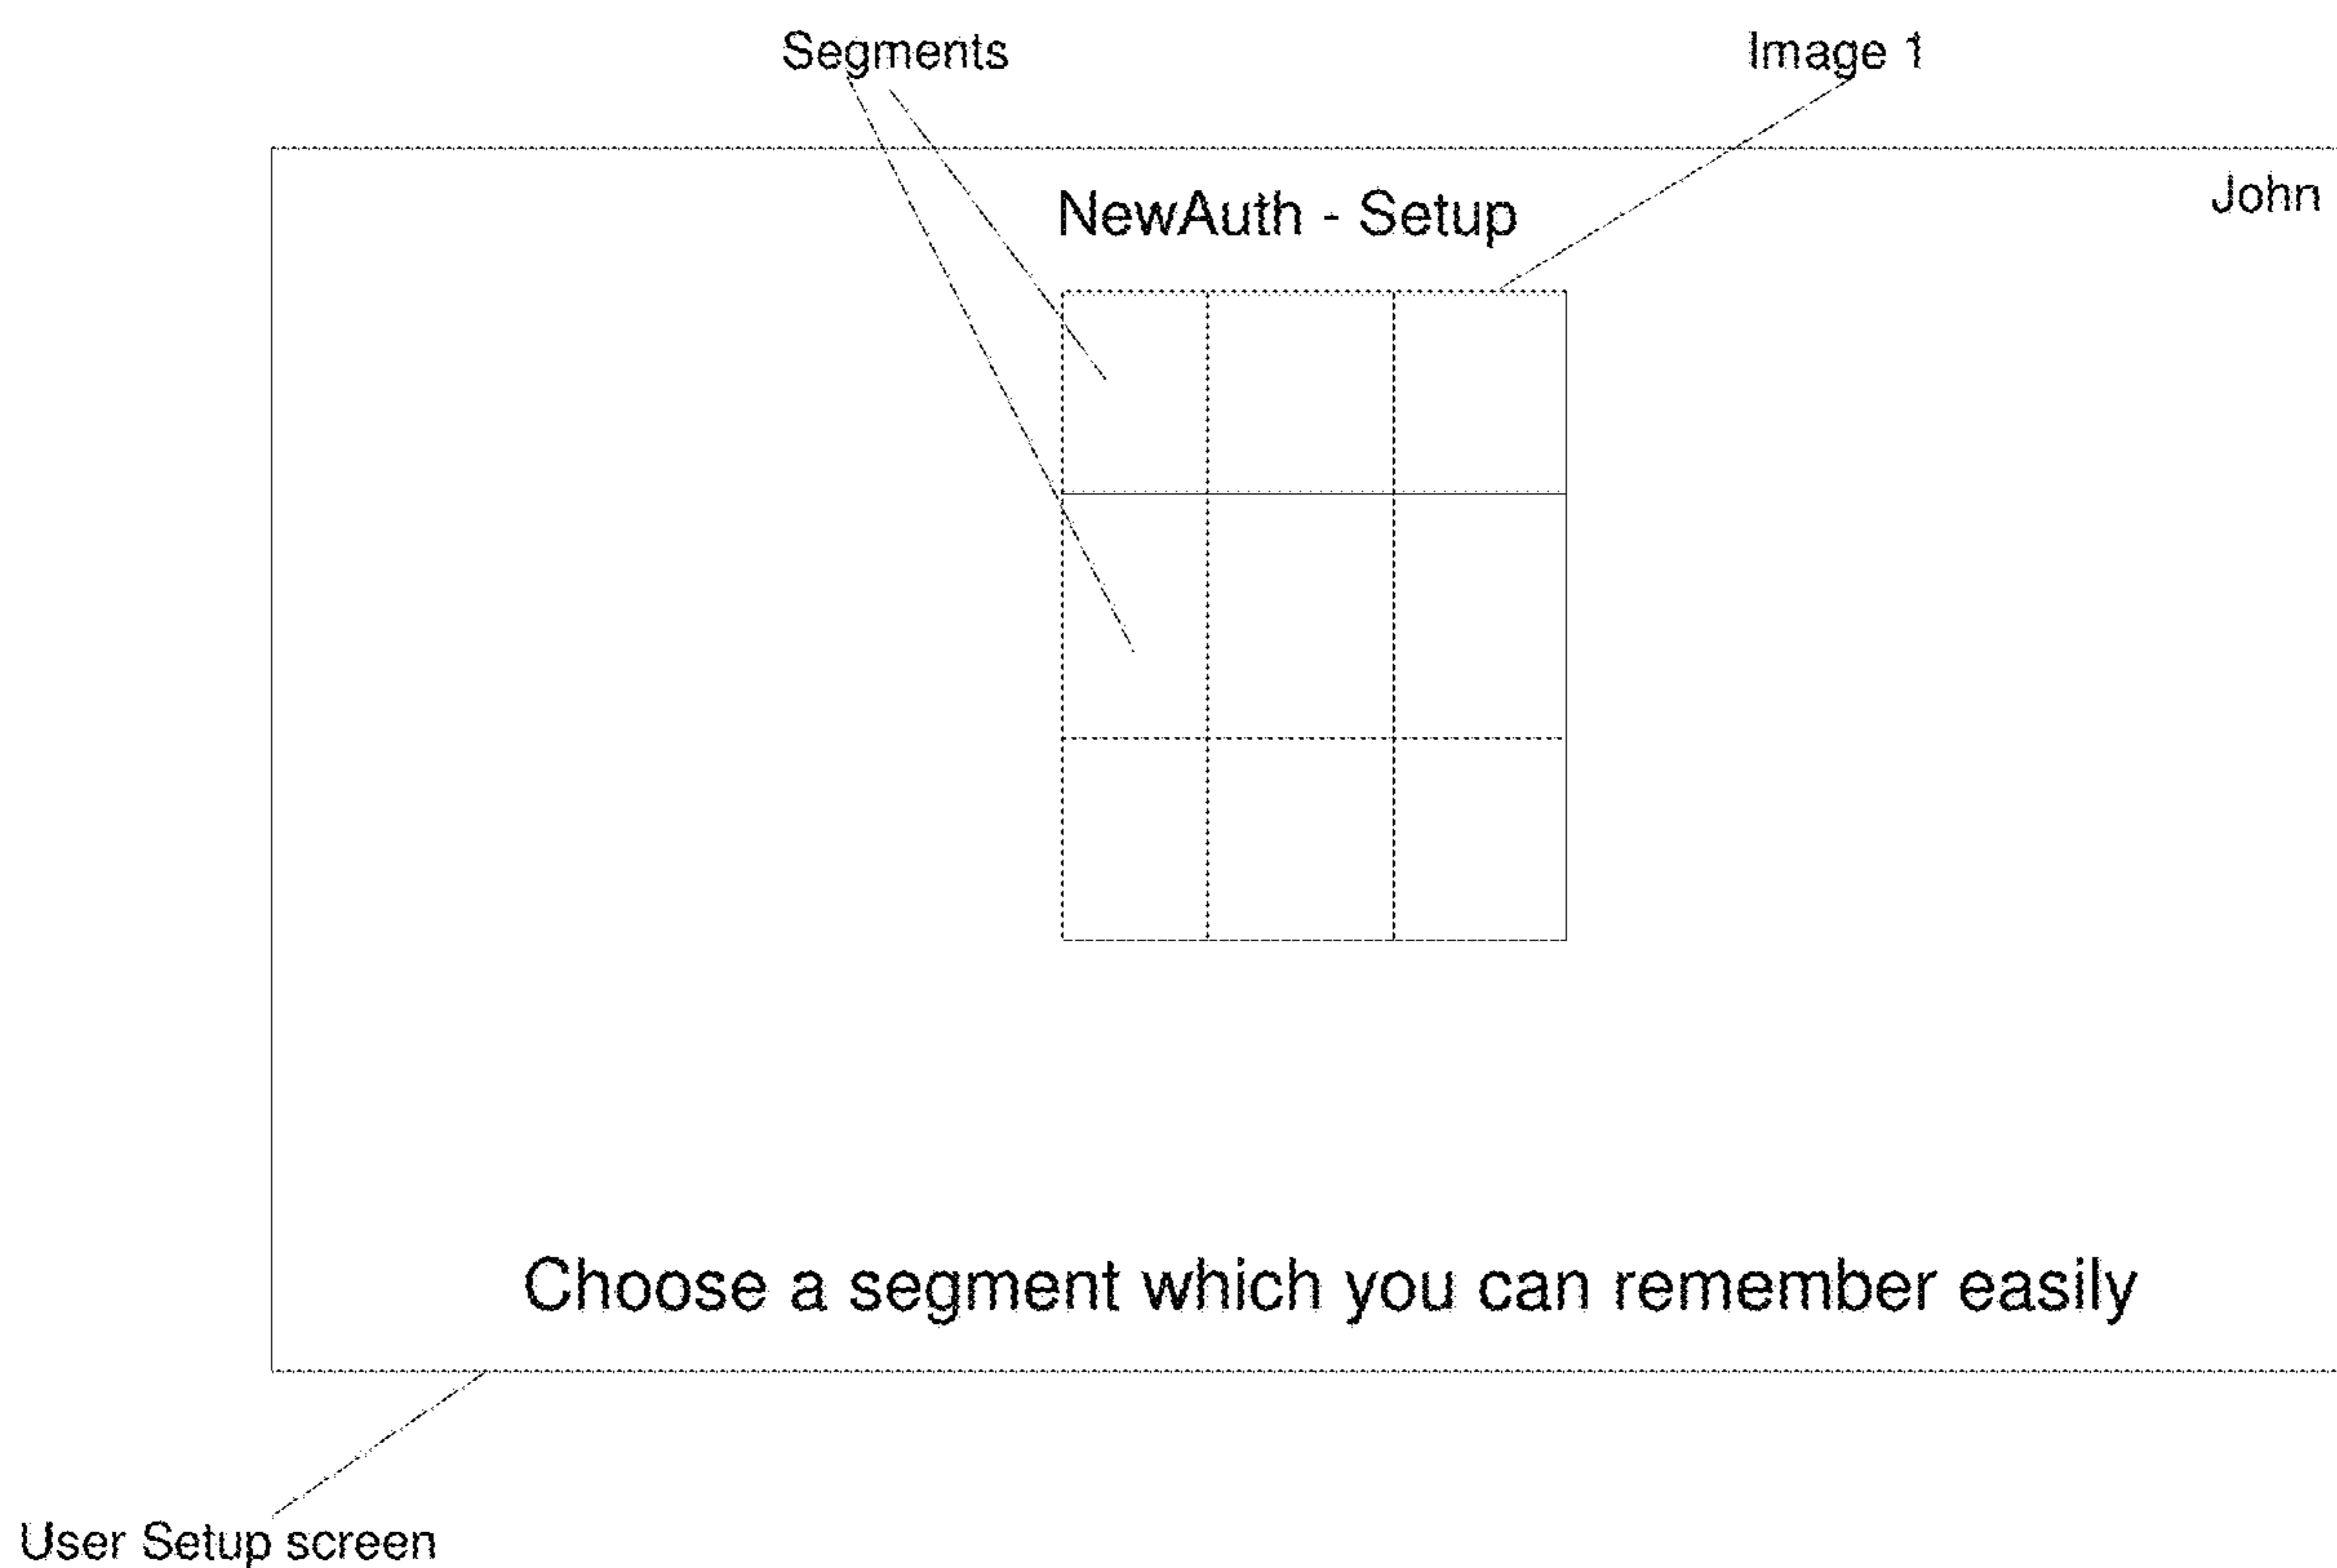 Segments
Image 1
John
NewAuth - Setup
Choose a segment which you can remember easily
User Setup screen